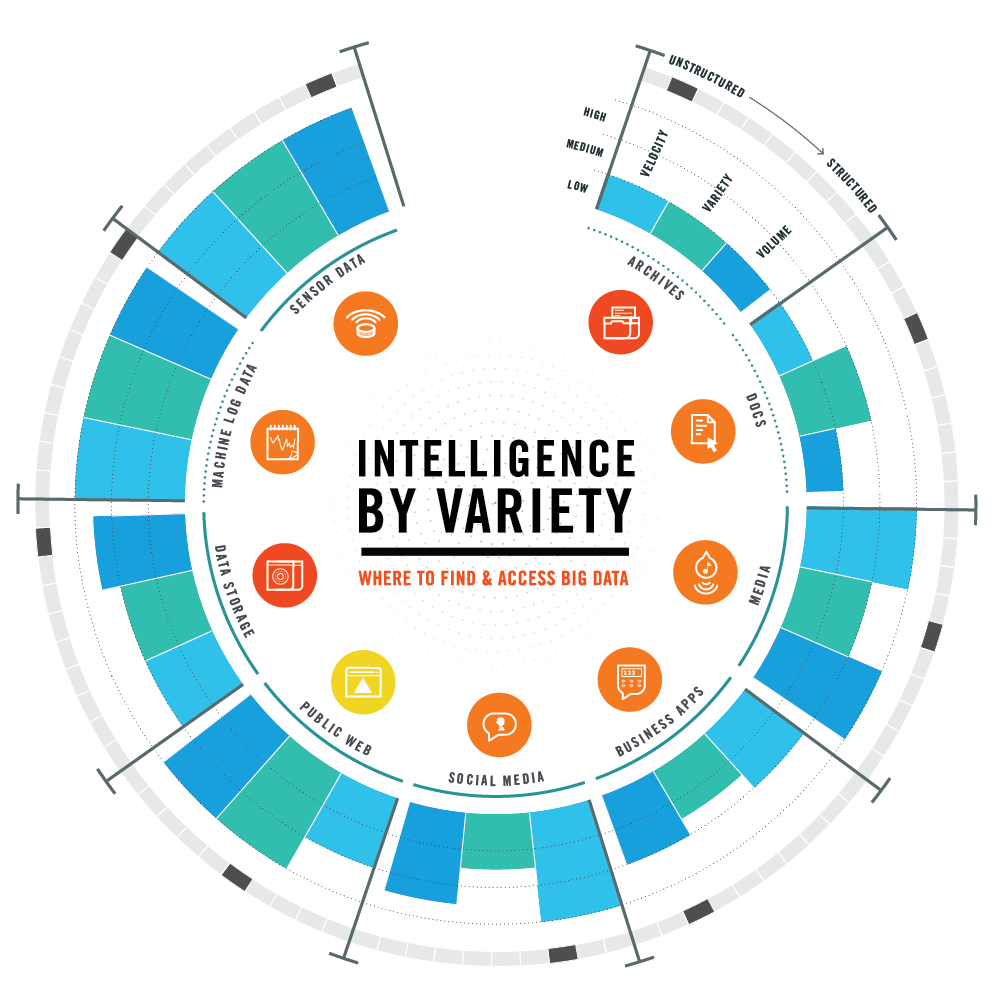 INTELLIGENCE
BY VARIETY
WHERE TO FIND & ACCESS BIG DATA
UNSTRUCTURED
STRUCTURED
HIGH
MEDIUM
LOW
VELOCITY
VARIETY
VOLUME
ARCHIVES
DOCS
MEDIA
BUSINESS APPS
123
SOCIAL MEDIA
PUBLIC WEB
DATA STORAGE
MACHINE LOG DATA
SENSOR DATA